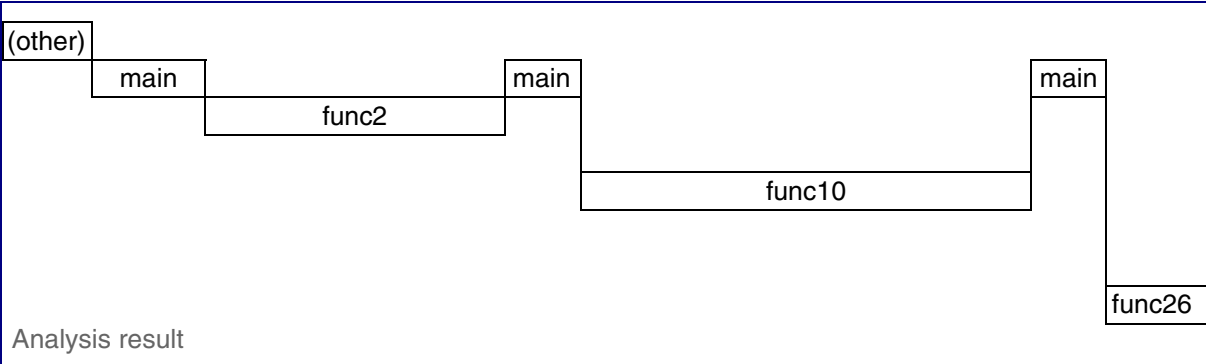 (other)
main main main
func2
func10
func26
Analysis result